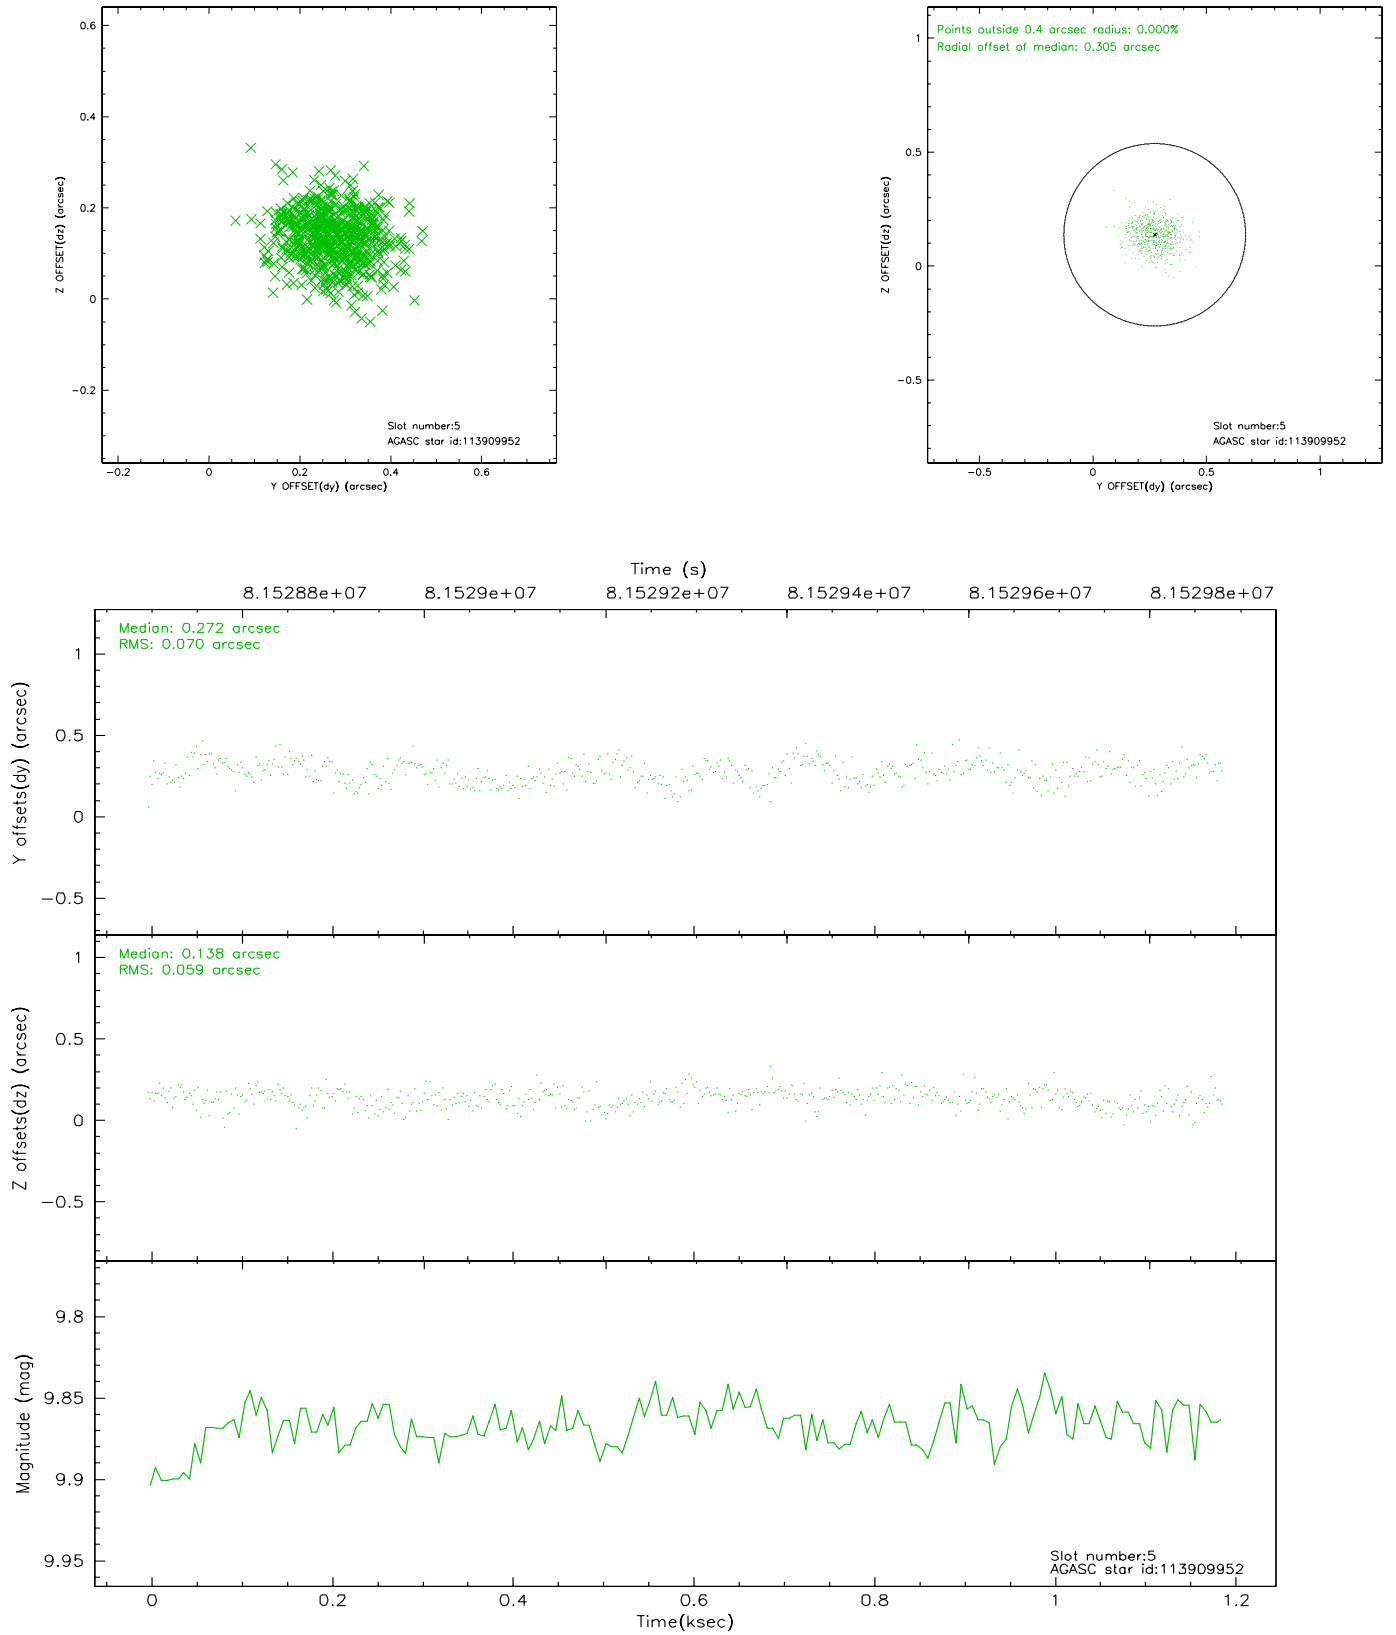 0.6
0.4
0.2
0
−0.2
Z OFFSET(dz) (arcsec)
Slot number:5
AGASC star id:113909952
−0.2 0 0.2 0.4 0.6
Y OFFSET(dy) (arcsec)
Points outside 0.4 arcsec radius: 0.000%
Radial offset of median: 0.305 arcsec
1
0.5
0
−0.5
Z OFFSET(dz) (arcsec)
Slot number:5
AGASC star id:113909952
−0.5 0 0.5 1
Y OFFSET(dy) (arcsec)
Time (s)
8.15288e+07 8.1529e+07 8.15292e+07 8.15294e+07 8.15296e+07 8.15298e+07
Median: 0.272 arcsec
RMS: 0.070 arcsec
1
0.5
0
−0.5
Y offsets(dy) (arcsec)
Median: 0.138 arcsec
RMS: 0.059 arcsec
1
0.5
0
−0.5
Z offsets(dz) (arcsec)
9.8
9.85
9.9
9.95
Magnitude (mag)
Slot number:5
AGASC star id:113909952
0 0.2 0.4 0.6 0.8 1 1.2
Time(ksec)